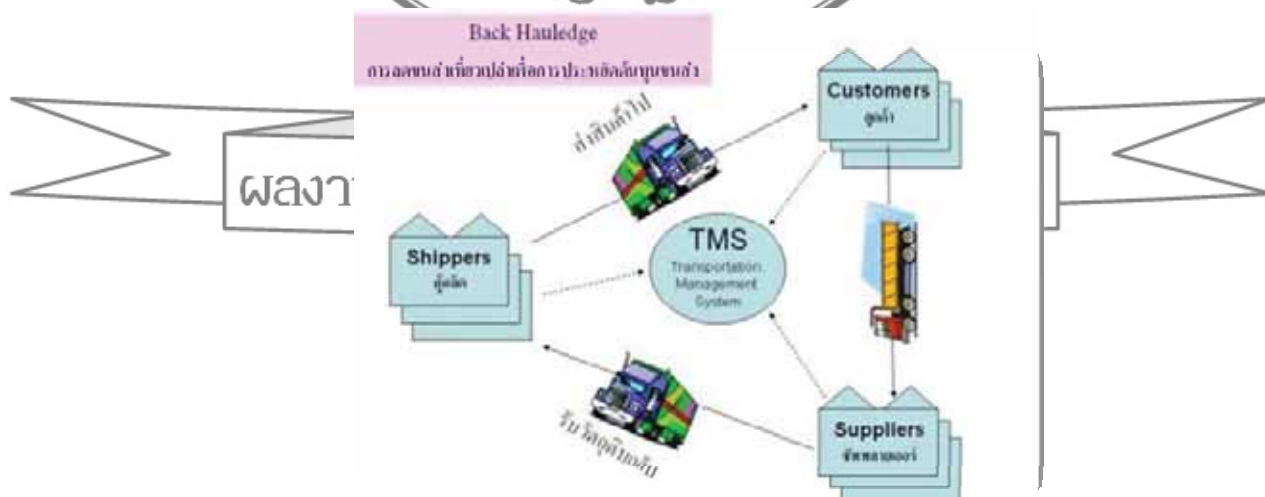 Back Hauledge
การลดขนส่งเที่ยวเปล่าเพื่อการประหยัดต้นทุนขนส่ง
Customers
ลูกค้า
ส่งสินค้าไป
ผลงา
Shippers
ผู้ผลิต
TMS
Transportation
Management
System
รับวัตถุดิบกลับ
Suppliers
ซัพพลายเออร์